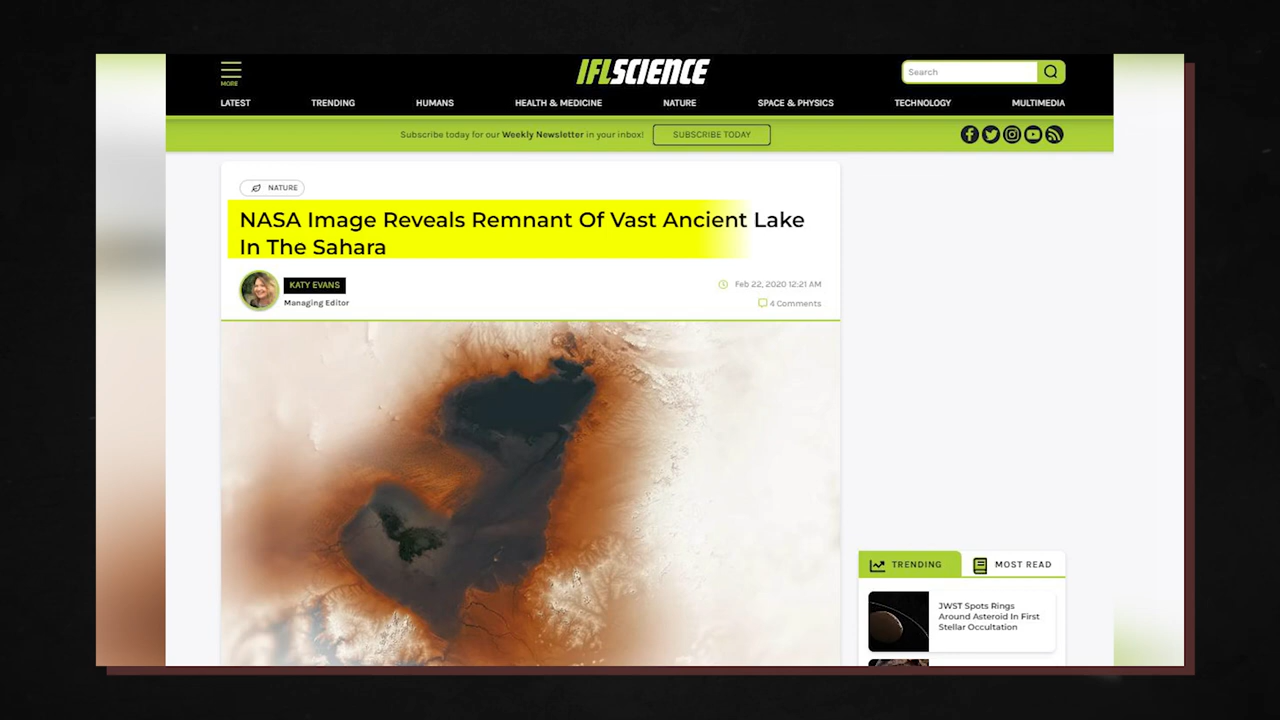 MORE
IFLSCIENCE
Search
LATEST TRENDING HUMANS HEALTH & MEDICINE NATURE SPACE & PHYSICS TECHNOLOGY MULTIMEDIA
Subscribe today for our Weekly Newsletter in your inbox! SUBSCRIBE TODAY
NATURE
NASA Image Reveals Remnant Of Vast Ancient Lake
In The Sahara
KATY EVANS
Managing Editor
Feb 22, 2020 12:21 AM
4 Comments
TRENDING MOST READ
JWST Spots Rings
Around Asteroid In First
Stellar Occultation